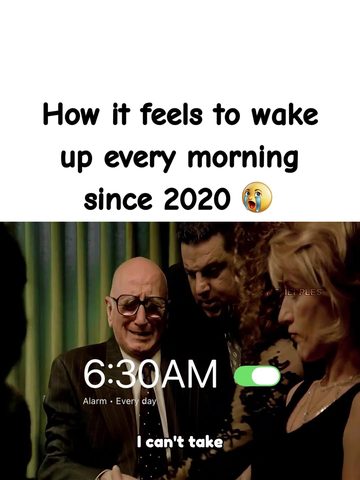 How it feels to wake
up every morning
since 2020 😭
6:30AM
Alarm • Every day
I can't take